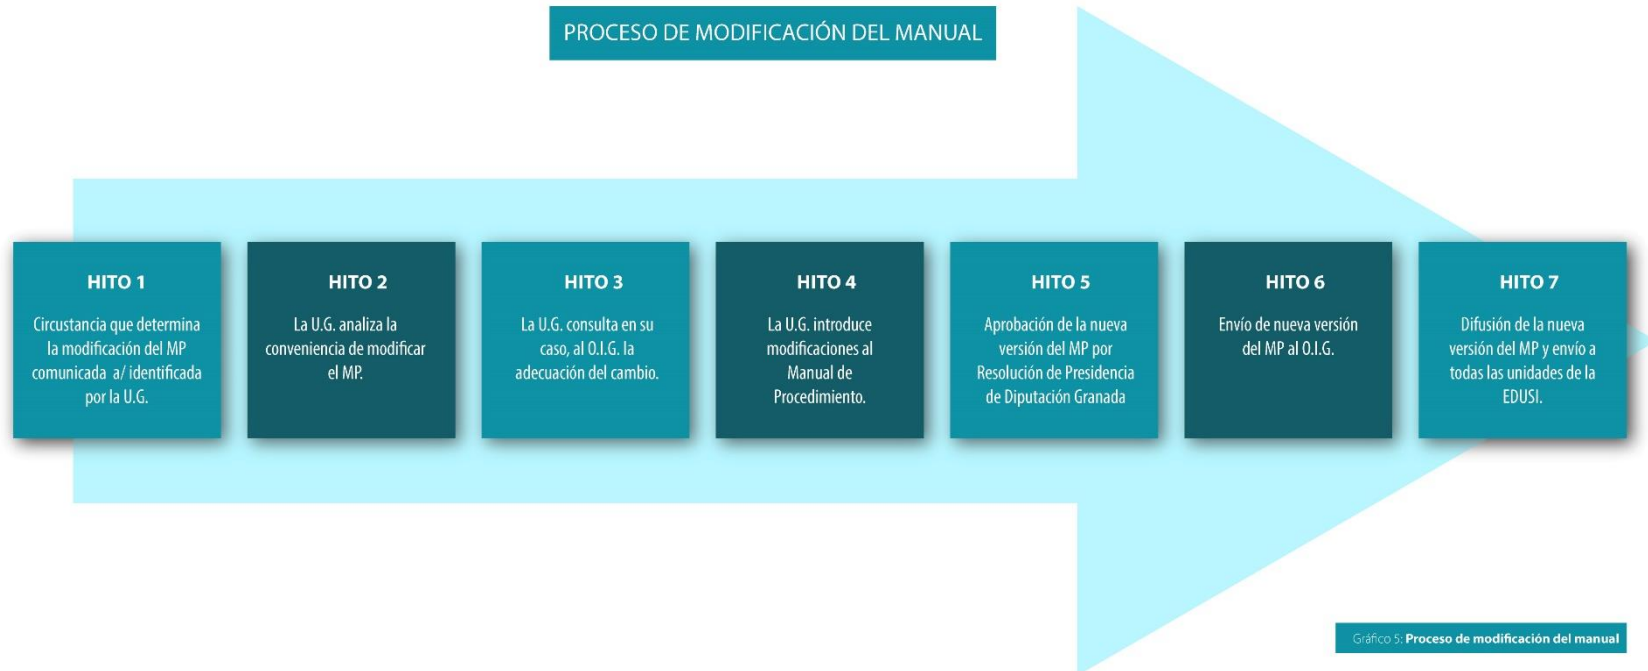 PROCESO DE MODIFICACIÓN DEL MANUAL
HITO 1
Circustancia que determina
la modificación del MP
comunicada a/ identificada
por la U.G.
HITO 2
La U.G. analiza la
conveniencia de modificar
el MP.
HITO 3
La U.G. consulta en su
caso, al O.I.G. la
adecuación del cambio.
HITO 4
La U.G. introduce
modificaciones al
Manual de
Procedimiento.
HITO 5
Aprobación de la nueva
versión del MP por
Resolución de Presidencia
de Diputación Granada
HITO 6
Envío de nueva versión
del MP al O.I.G.
HITO 7
Difusión de la nueva
versión del MP y envío a
todas las unidades de la
EDUSI.
Gráfico 5: Proceso de modificación del manual